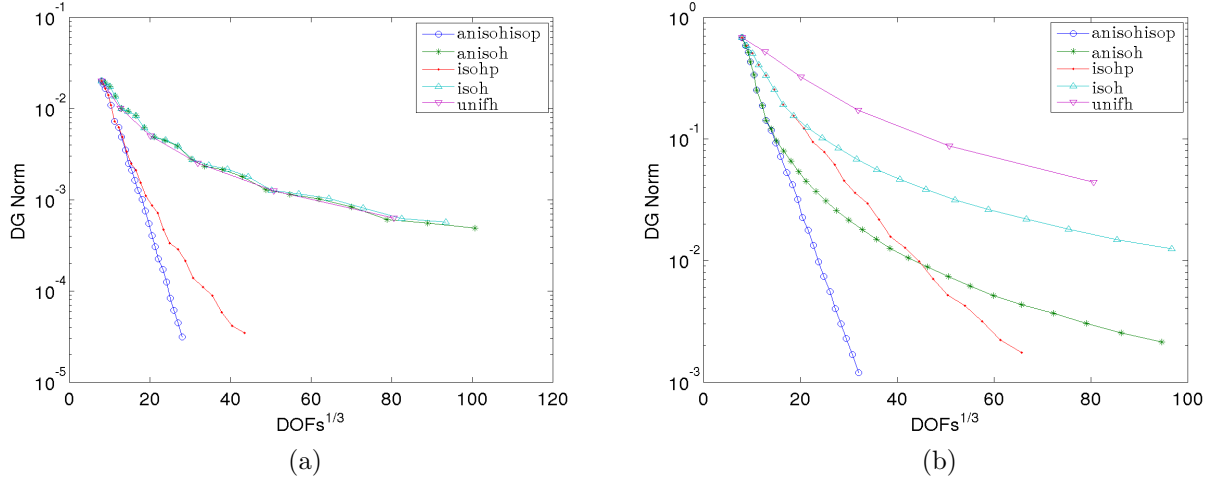 10^-1
10^-2
10^-3
10^-4
10^-5
DG Norm
0 20 40 60 80 100 120
DOFs^1/3
anisohisop
anisoh
isohp
isoh
unifh
(a)
10^0
10^-1
10^-2
10^-3
DG Norm
0 20 40 60 80 100
DOFs^1/3
anisohisop
anisoh
isohp
isoh
unifh
(b)